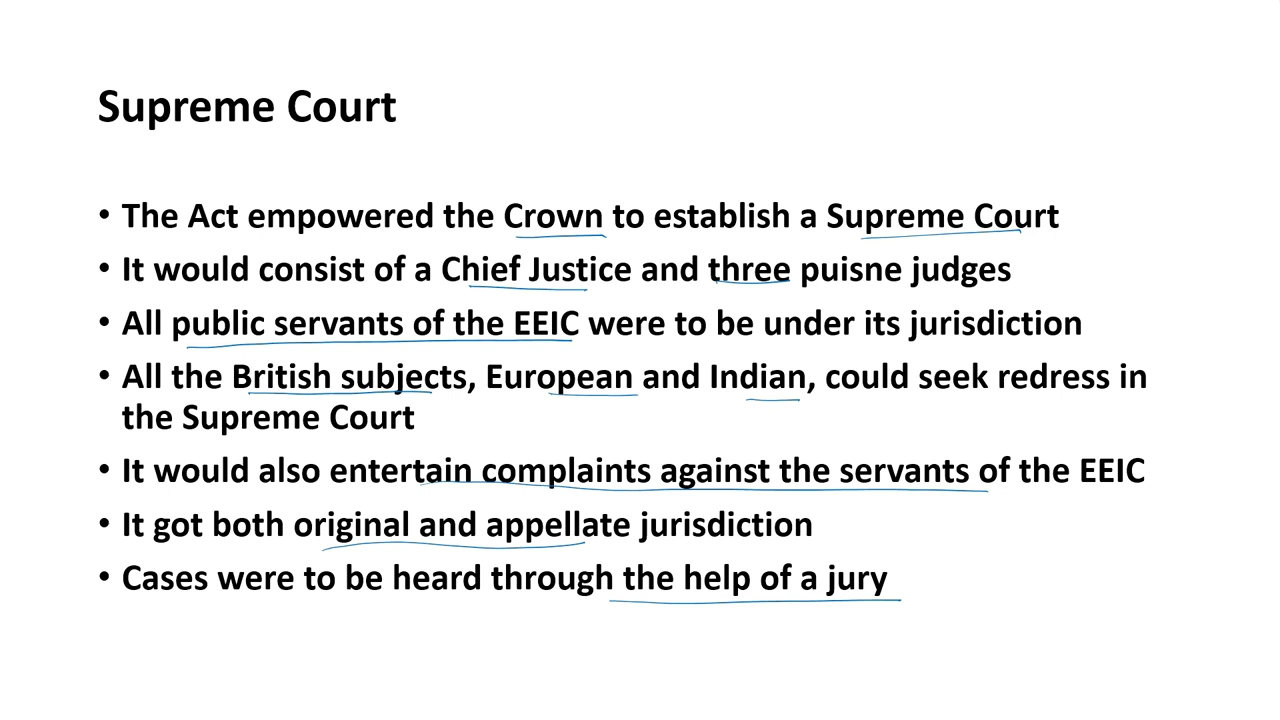 Supreme Court
• The Act empowered the Crown to establish a Supreme Court
• It would consist of a Chief Justice and three puisne judges
• All public servants of the EEIC were to be under its jurisdiction
• All the British subjects, European and Indian, could seek redress in
the Supreme Court
• It would also entertain complaints against the servants of the EEIC
• It got both original and appellate jurisdiction
• Cases were to be heard through the help of a jury